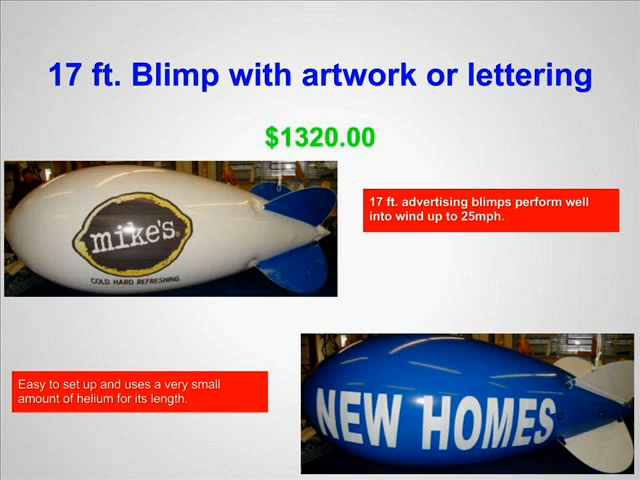 17 ft. Blimp with artwork or lettering
$1320.00
mike's
COLD. HARD. REFRESHING.
17 ft. advertising blimps perform well
into wind up to 25mph.
Easy to set up and uses a very small
amount of helium for its length.
NEW HOMES